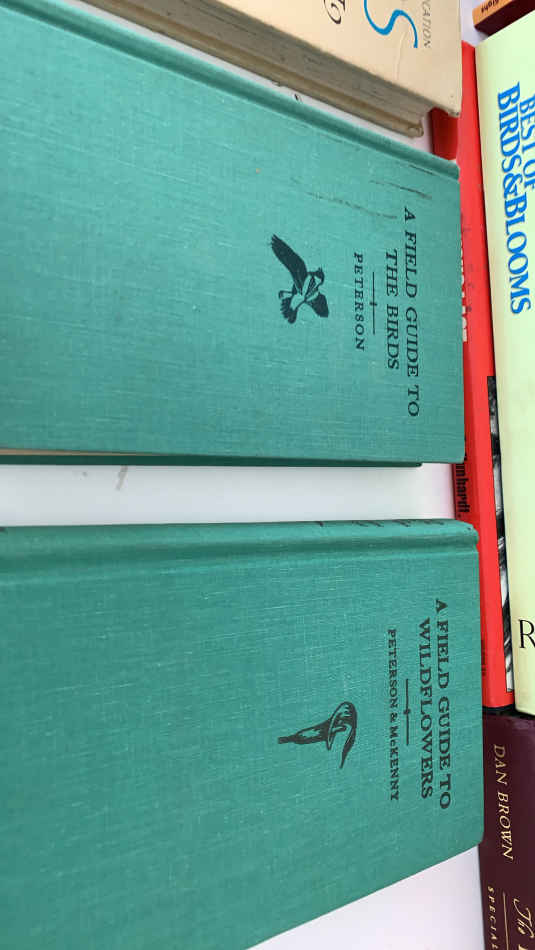 A FIELD GUIDE TO
THE BIRDS
PETERSON
A FIELD GUIDE TO
WILDFLOWERS
PETERSON & McKENNY
BEST OF
BIRDS&BLOOMS
DAN BROWN